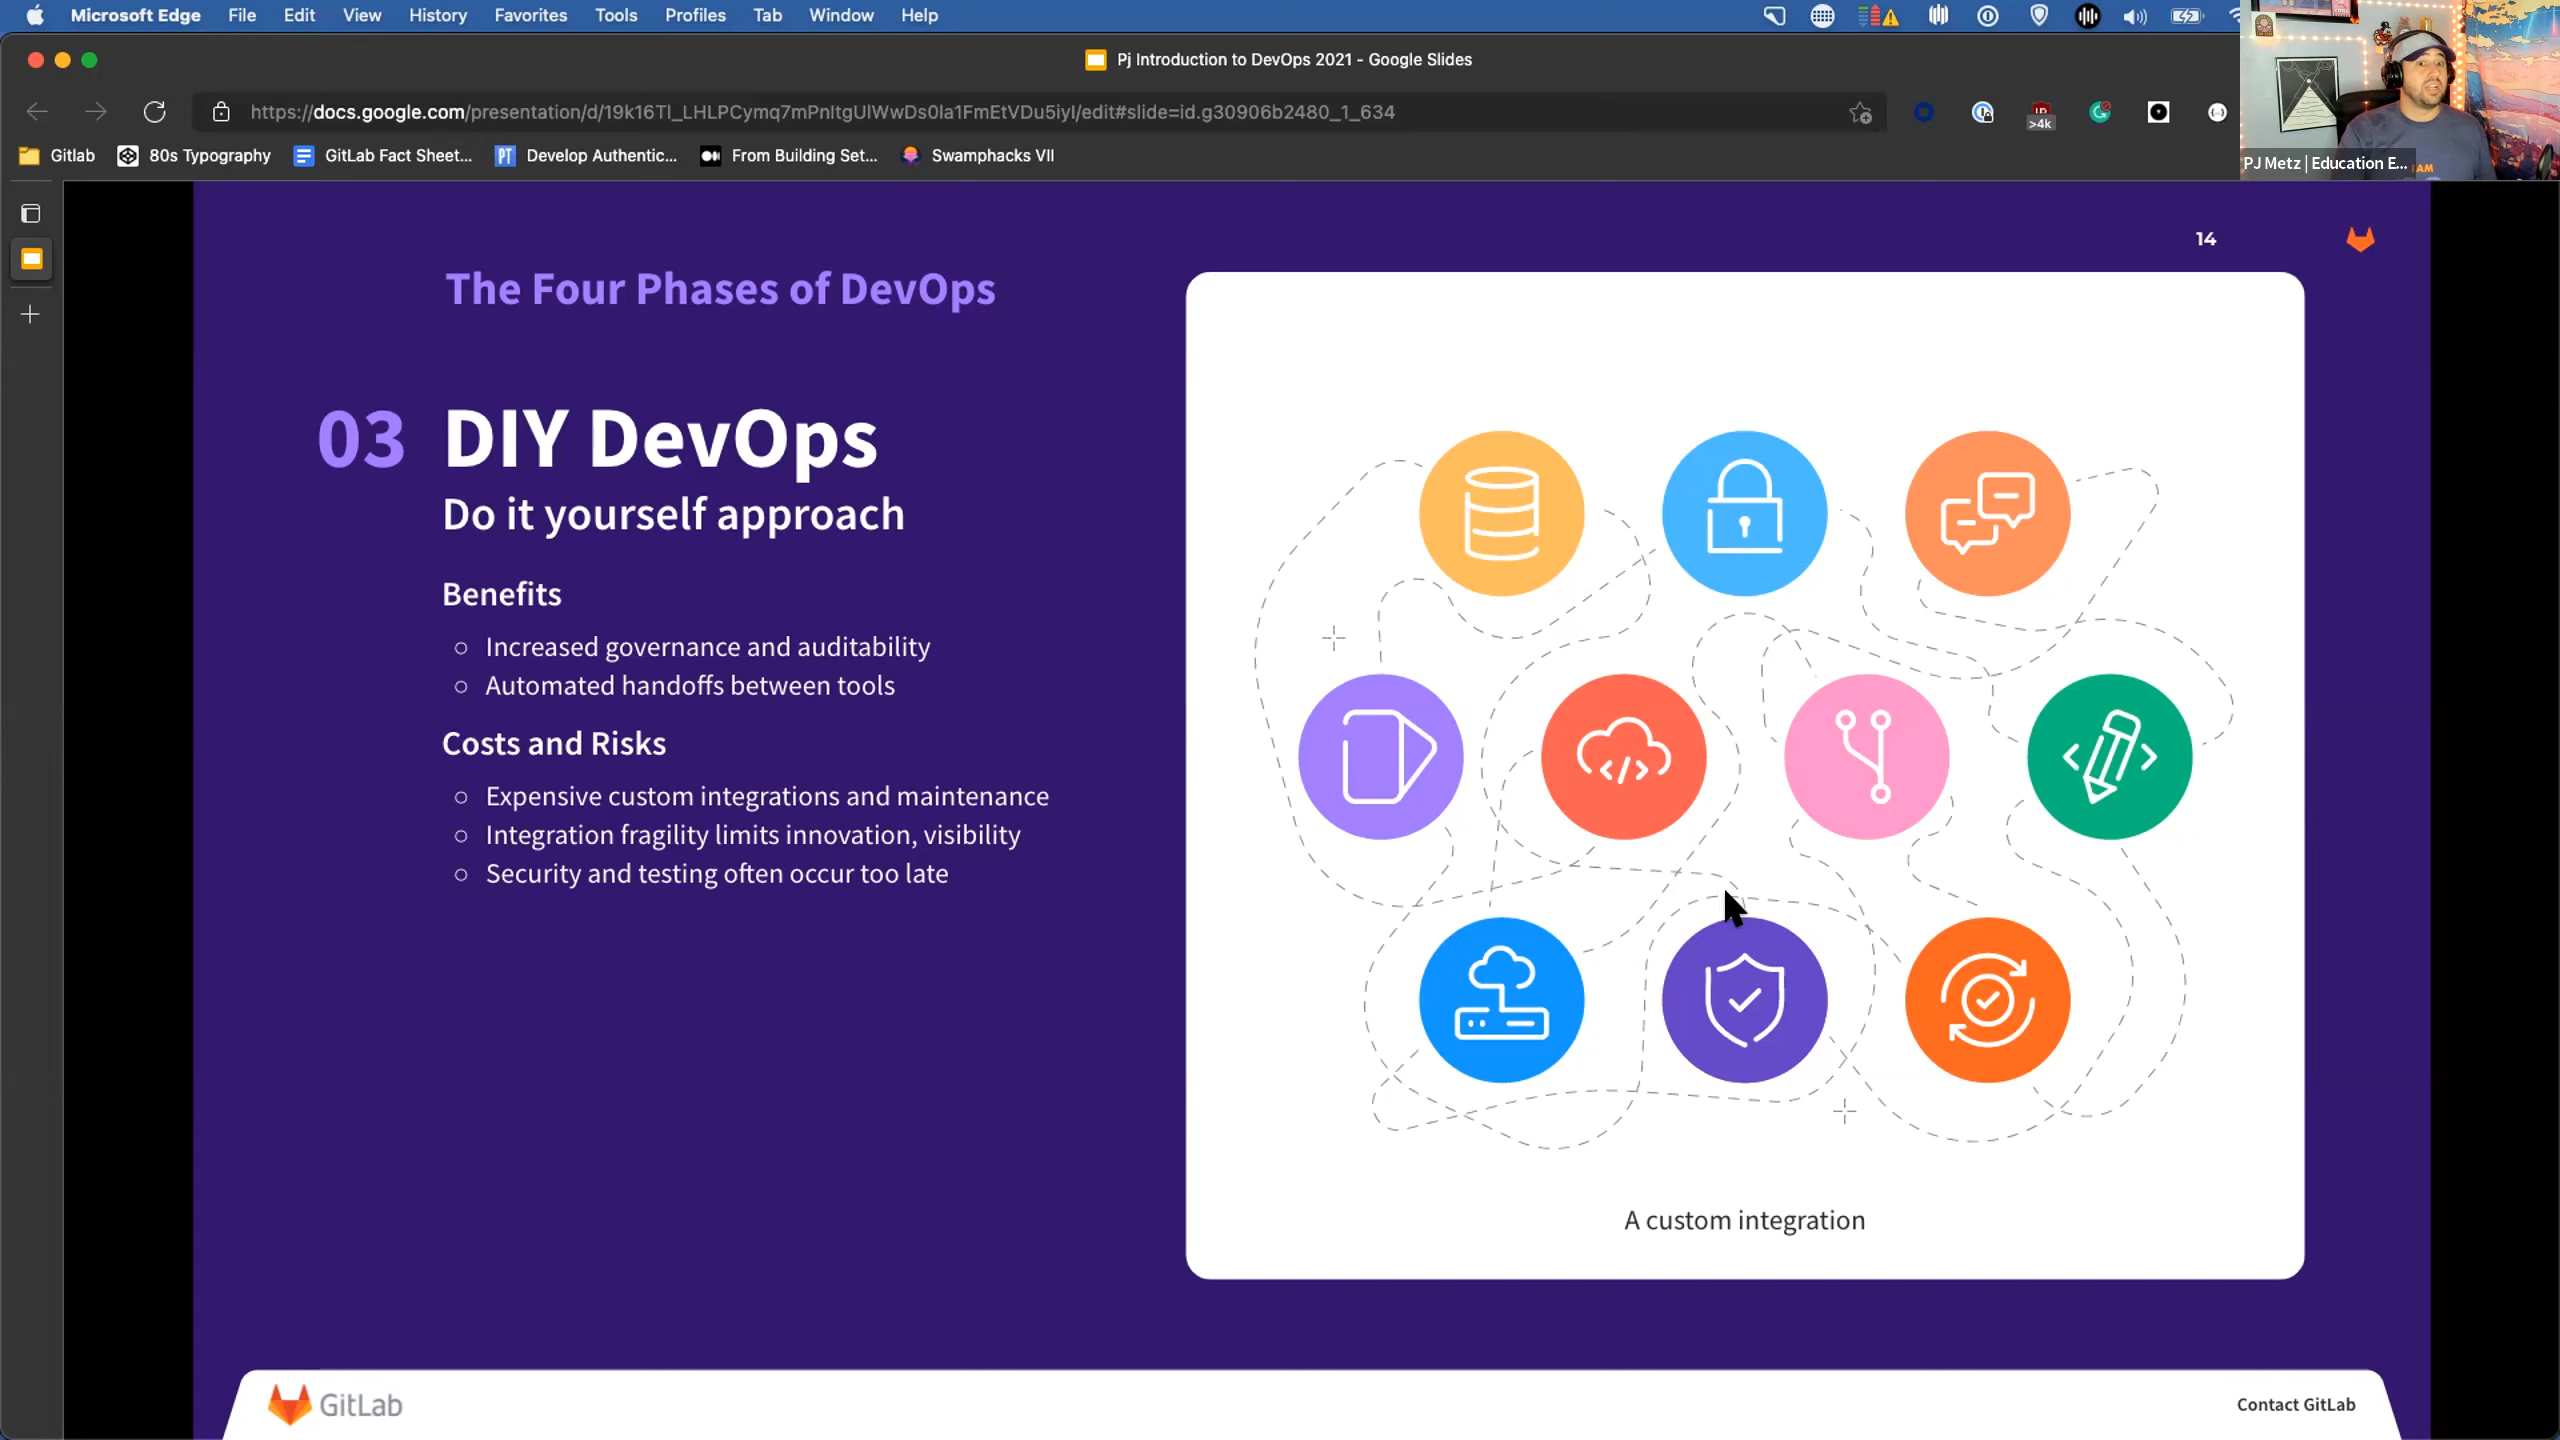 Microsoft Edge File Edit View History Favorites Tools Profiles Tab Window Help
Pj Introduction to DevOps 2021 - Google Slides
https://docs.google.com/presentation/d/19k16Tl_LHLPCymq7mPnltgUlWwDs0la1FmEtVDu5iyI/edit#slide=id.g30906b2480_1_634
>4k
Gitlab 80s Typography GitLab Fact Sheet... PT Develop Authentic... From Building Set... Swamphacks VII
PJ Metz | Education E...
AM
14
The Four Phases of DevOps
03 DIY DevOps
Do it yourself approach
Benefits
Increased governance and auditability
Automated handoffs between tools
Costs and Risks
Expensive custom integrations and maintenance
Integration fragility limits innovation, visibility
Security and testing often occur too late
A custom integration
GitLab
Contact GitLab